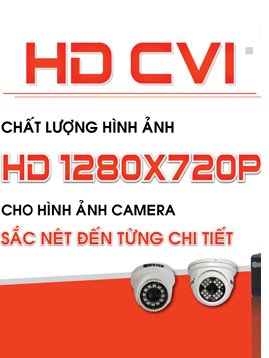 HD CVI
CHẤT LƯỢNG HÌNH ẢNH
HD 1280X720P
CHO HÌNH ẢNH CAMERA
SẮC NÉT ĐẾN TỪNG CHI TIẾT